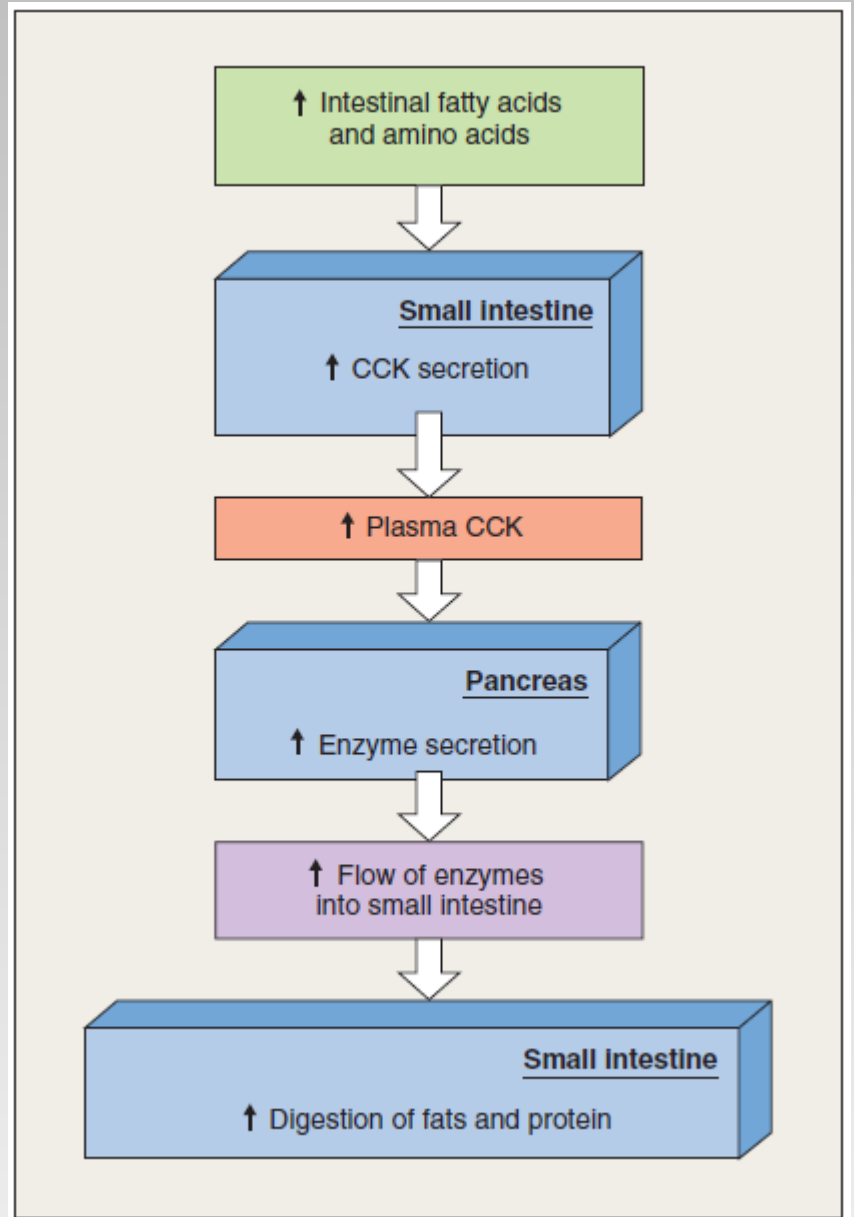 ↑ Intestinal fatty acids
and amino acids
Small intestine
↑ CCK secretion
↑ Plasma CCK
Pancreas
↑ Enzyme secretion
↑ Flow of enzymes
into small intestine
Small intestine
↑ Digestion of fats and protein